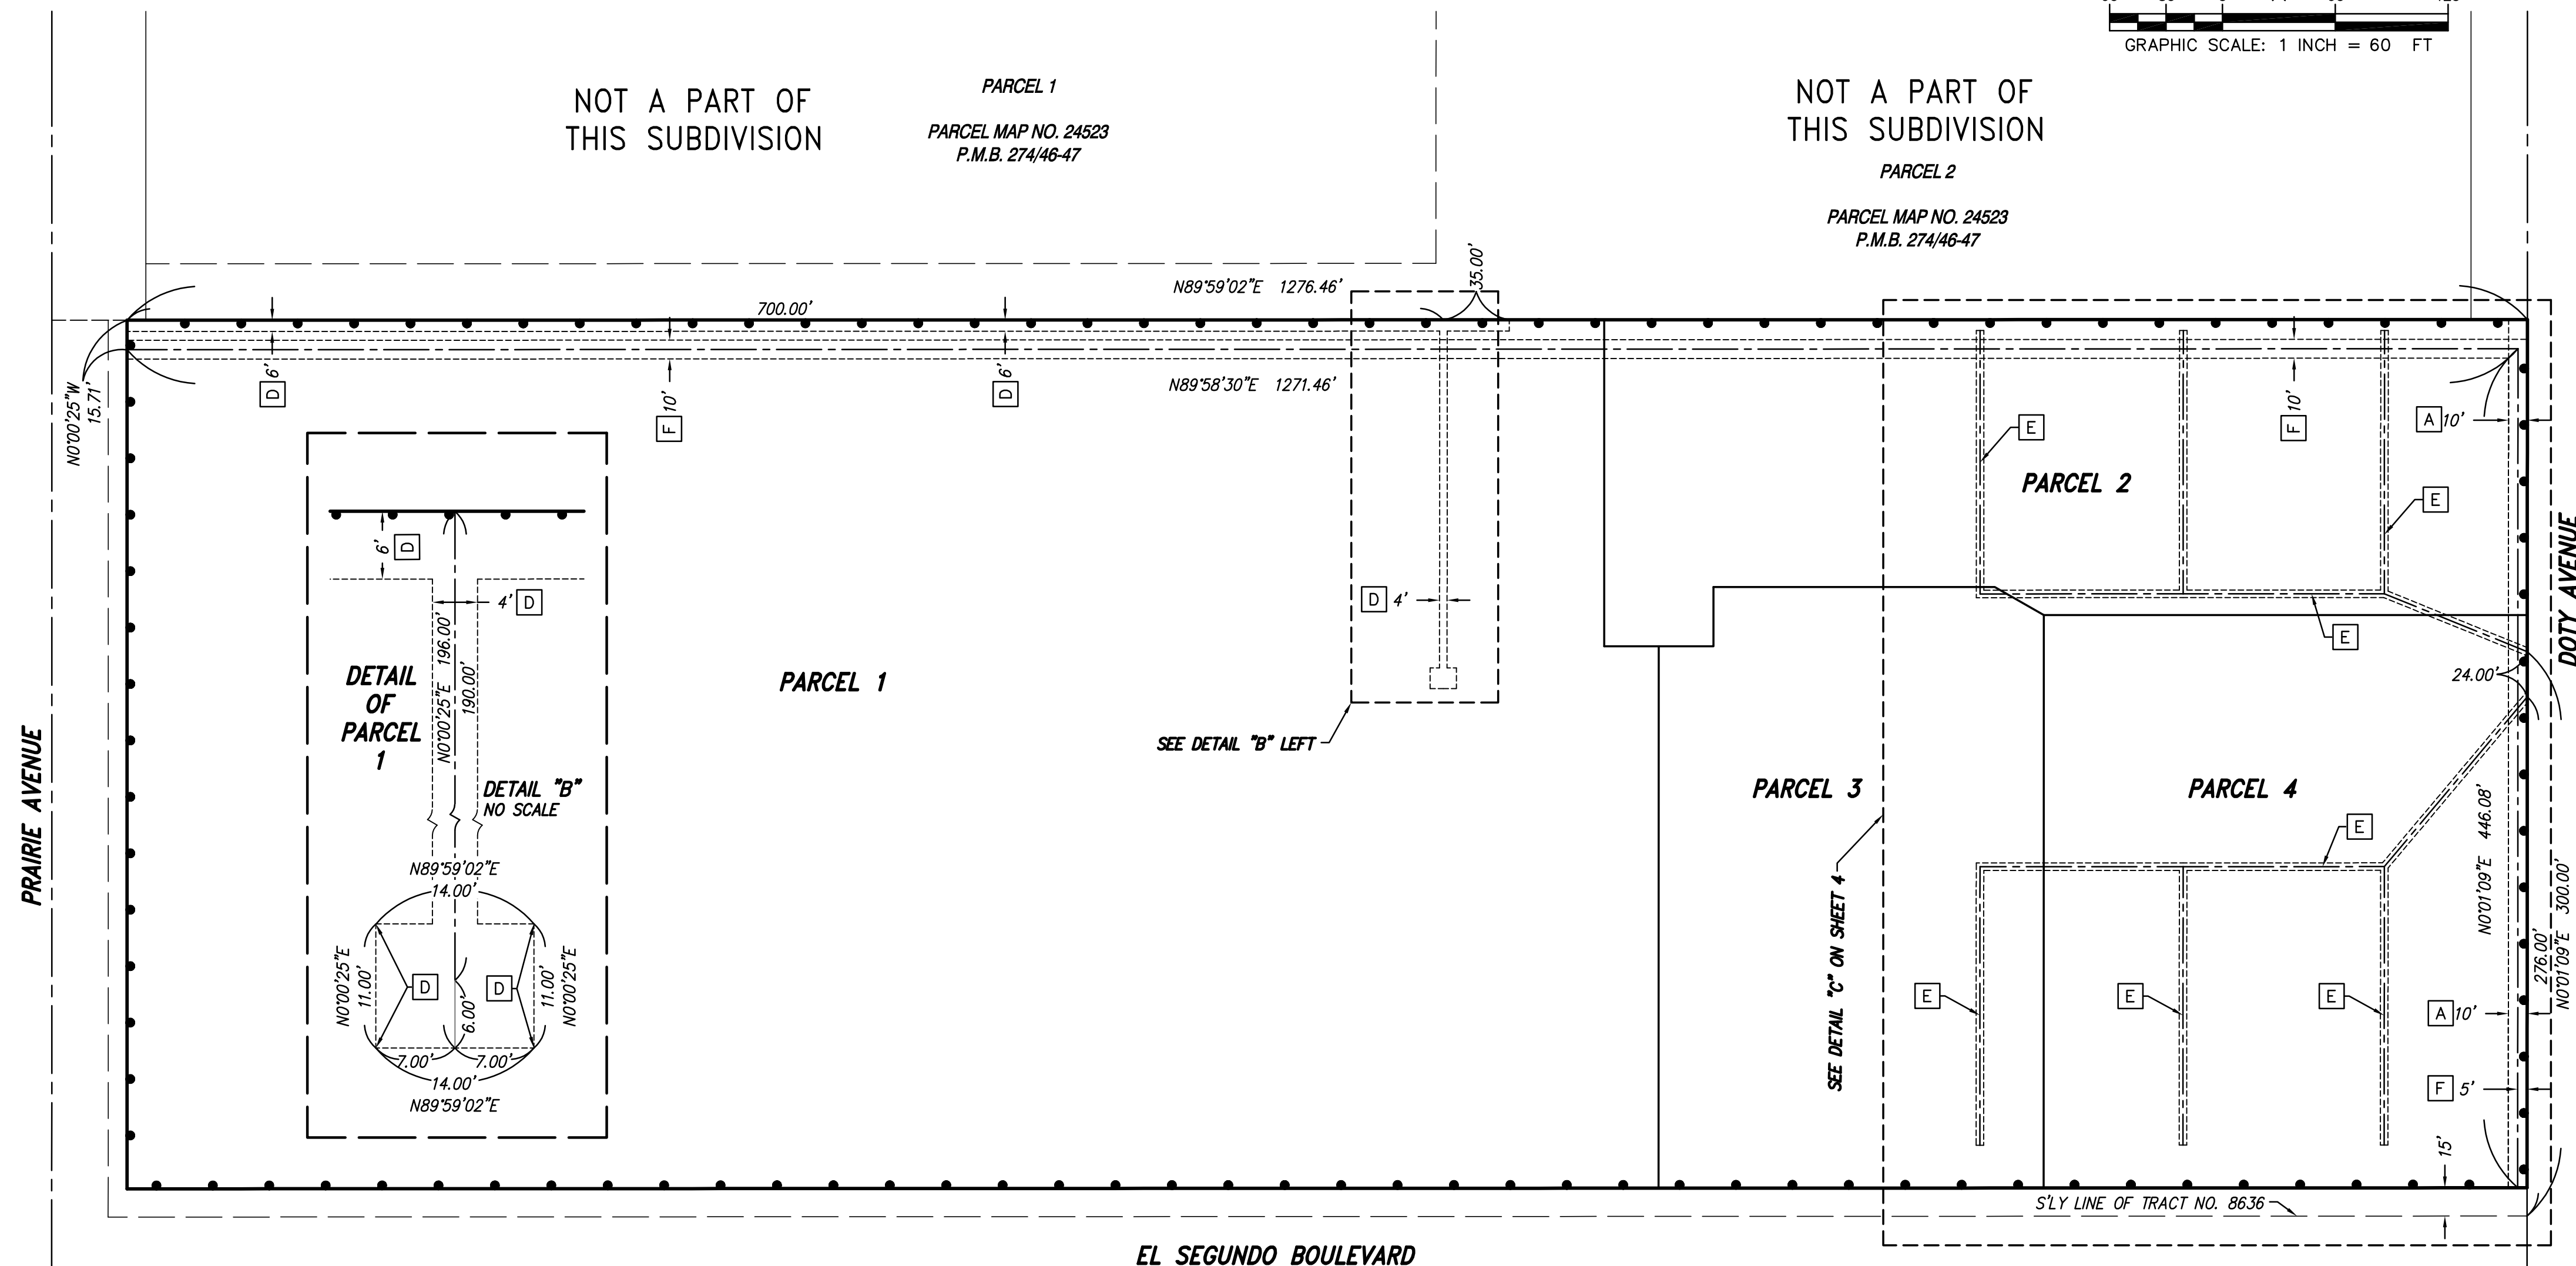 GRAPHIC SCALE: 1 INCH = 60 FT
NOT A PART OF
THIS SUBDIVISION
PARCEL 1
PARCEL MAP NO. 24523
P.M.B. 274/46-47
NOT A PART OF
THIS SUBDIVISION
PARCEL 2
PARCEL MAP NO. 24523
P.M.B. 274/46-47
N89°59'02"E 1276.46'
35.00'
700.00'
N0°00'25"W
15.71'
D 6'
F 10'
D 6'
N89°58'30"E 1271.46'
F 10'
A 10'
E
PARCEL 2
E
6' D
4' D
D 4'
N0°00'25"E 196.00'
190.00'
DETAIL
OF
PARCEL
1
PARCEL 1
E
24.00'
DOTY AVENUE
SEE DETAIL "B" LEFT
DETAIL "B"
NO SCALE
PARCEL 3
PARCEL 4
PRAIRIE AVENUE
E
N0°01'09"E 446.08'
SEE DETAIL "C" ON SHEET 4
276.00'
N0°01'09"E 300.00'
N89°59'02"E
14.00'
N0°00'25"E
11.00'
D
D
11.00'
N0°00'25"E
6.00'
7.00'
7.00'
14.00'
N89°59'02"E
E
E
E
A 10'
F 5'
15'
S'LY LINE OF TRACT NO. 8636
EL SEGUNDO BOULEVARD